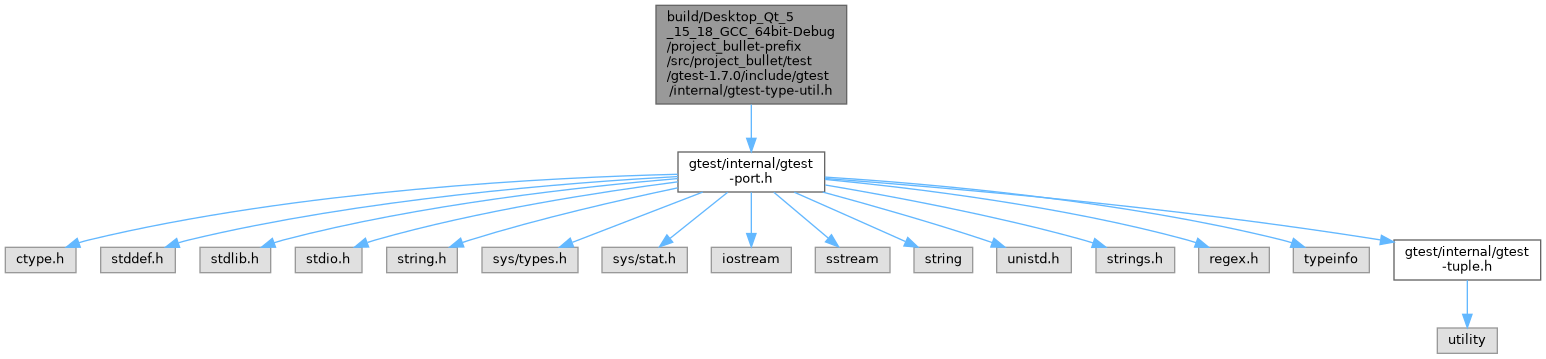 build/Desktop_Qt_5
_15_18_GCC_64bit-Debug
/project_bullet-prefix
/src/project_bullet/test
/gtest-1.7.0/include/gtest
/internal/gtest-type-util.h
gtest/internal/gtest
-port.h
ctype.h
stddef.h
stdlib.h
stdio.h
string.h
sys/types.h
sys/stat.h
iostream
sstream
string
unistd.h
strings.h
regex.h
typeinfo
gtest/internal/gtest
-tuple.h
utility